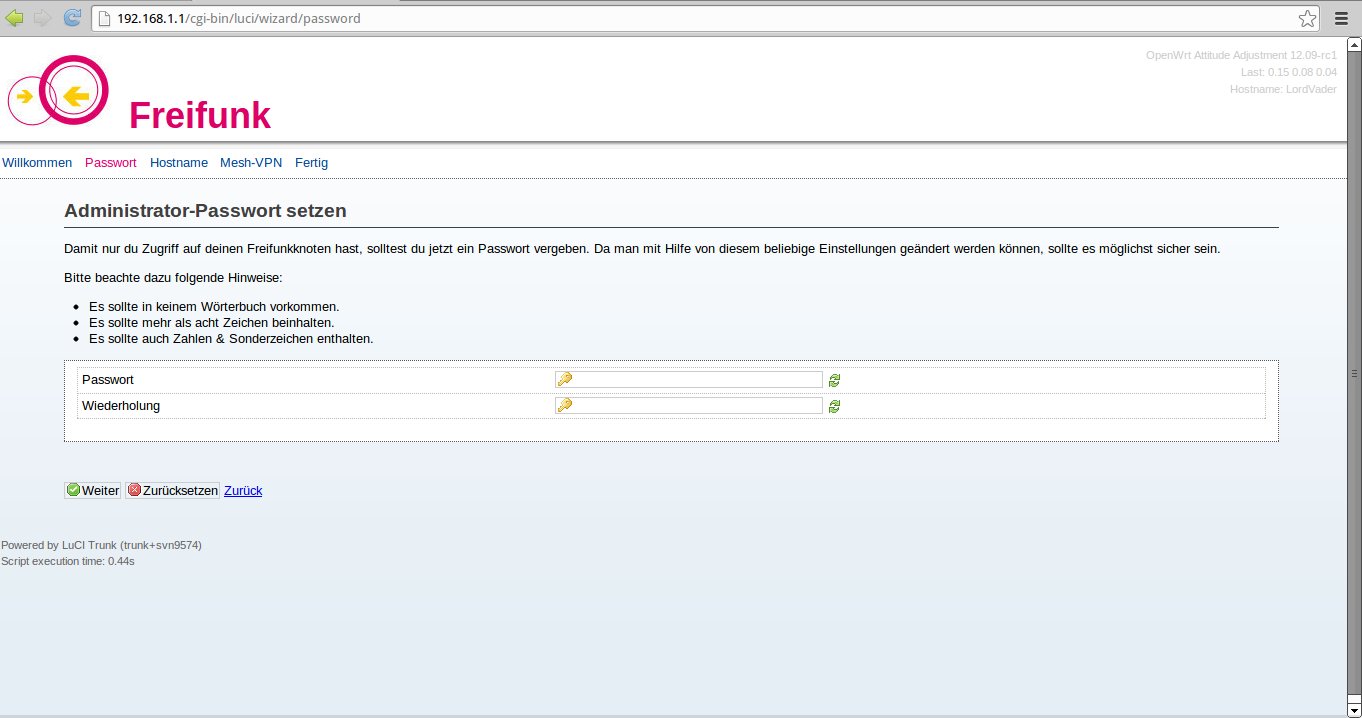 192.168.1.1/cgi-bin/luci/wizard/password
OpenWrt Attitude Adjustment 12.09-rc1
Last: 0.15 0.08 0.04
Hostname: LordVader
Freifunk
Willkommen Passwort Hostname Mesh-VPN Fertig
Administrator-Passwort setzen
Damit nur du Zugriff auf deinen Freifunkknoten hast, solltest du jetzt ein Passwort vergeben. Da man mit Hilfe von diesem beliebige Einstellungen geändert werden können, sollte es möglichst sicher sein.
Bitte beachte dazu folgende Hinweise:
Es sollte in keinem Wörterbuch vorkommen.
Es sollte mehr als acht Zeichen beinhalten.
Es sollte auch Zahlen & Sonderzeichen enthalten.
Passwort
Wiederholung
Weiter Zurücksetzen Zurück
Powered by LuCI Trunk (trunk+svn9574)
Script execution time: 0.44s